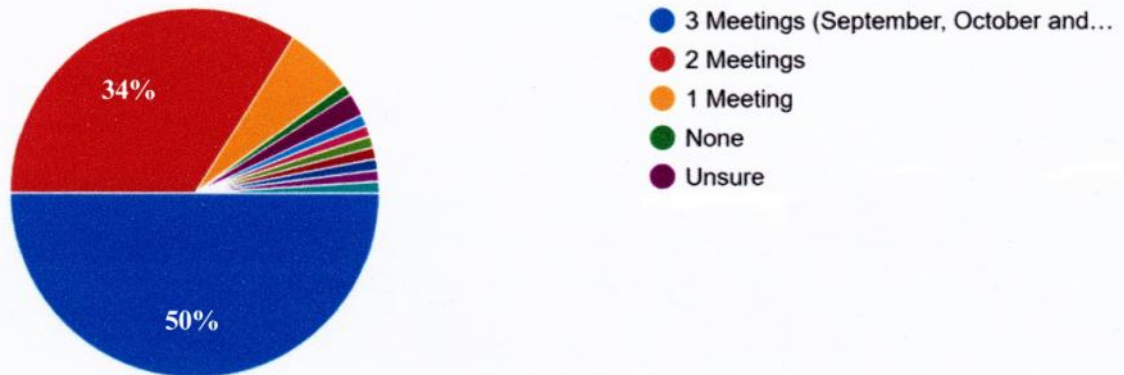 34%
50%
3 Meetings (September, October and...
2 Meetings
1 Meeting
None
Unsure